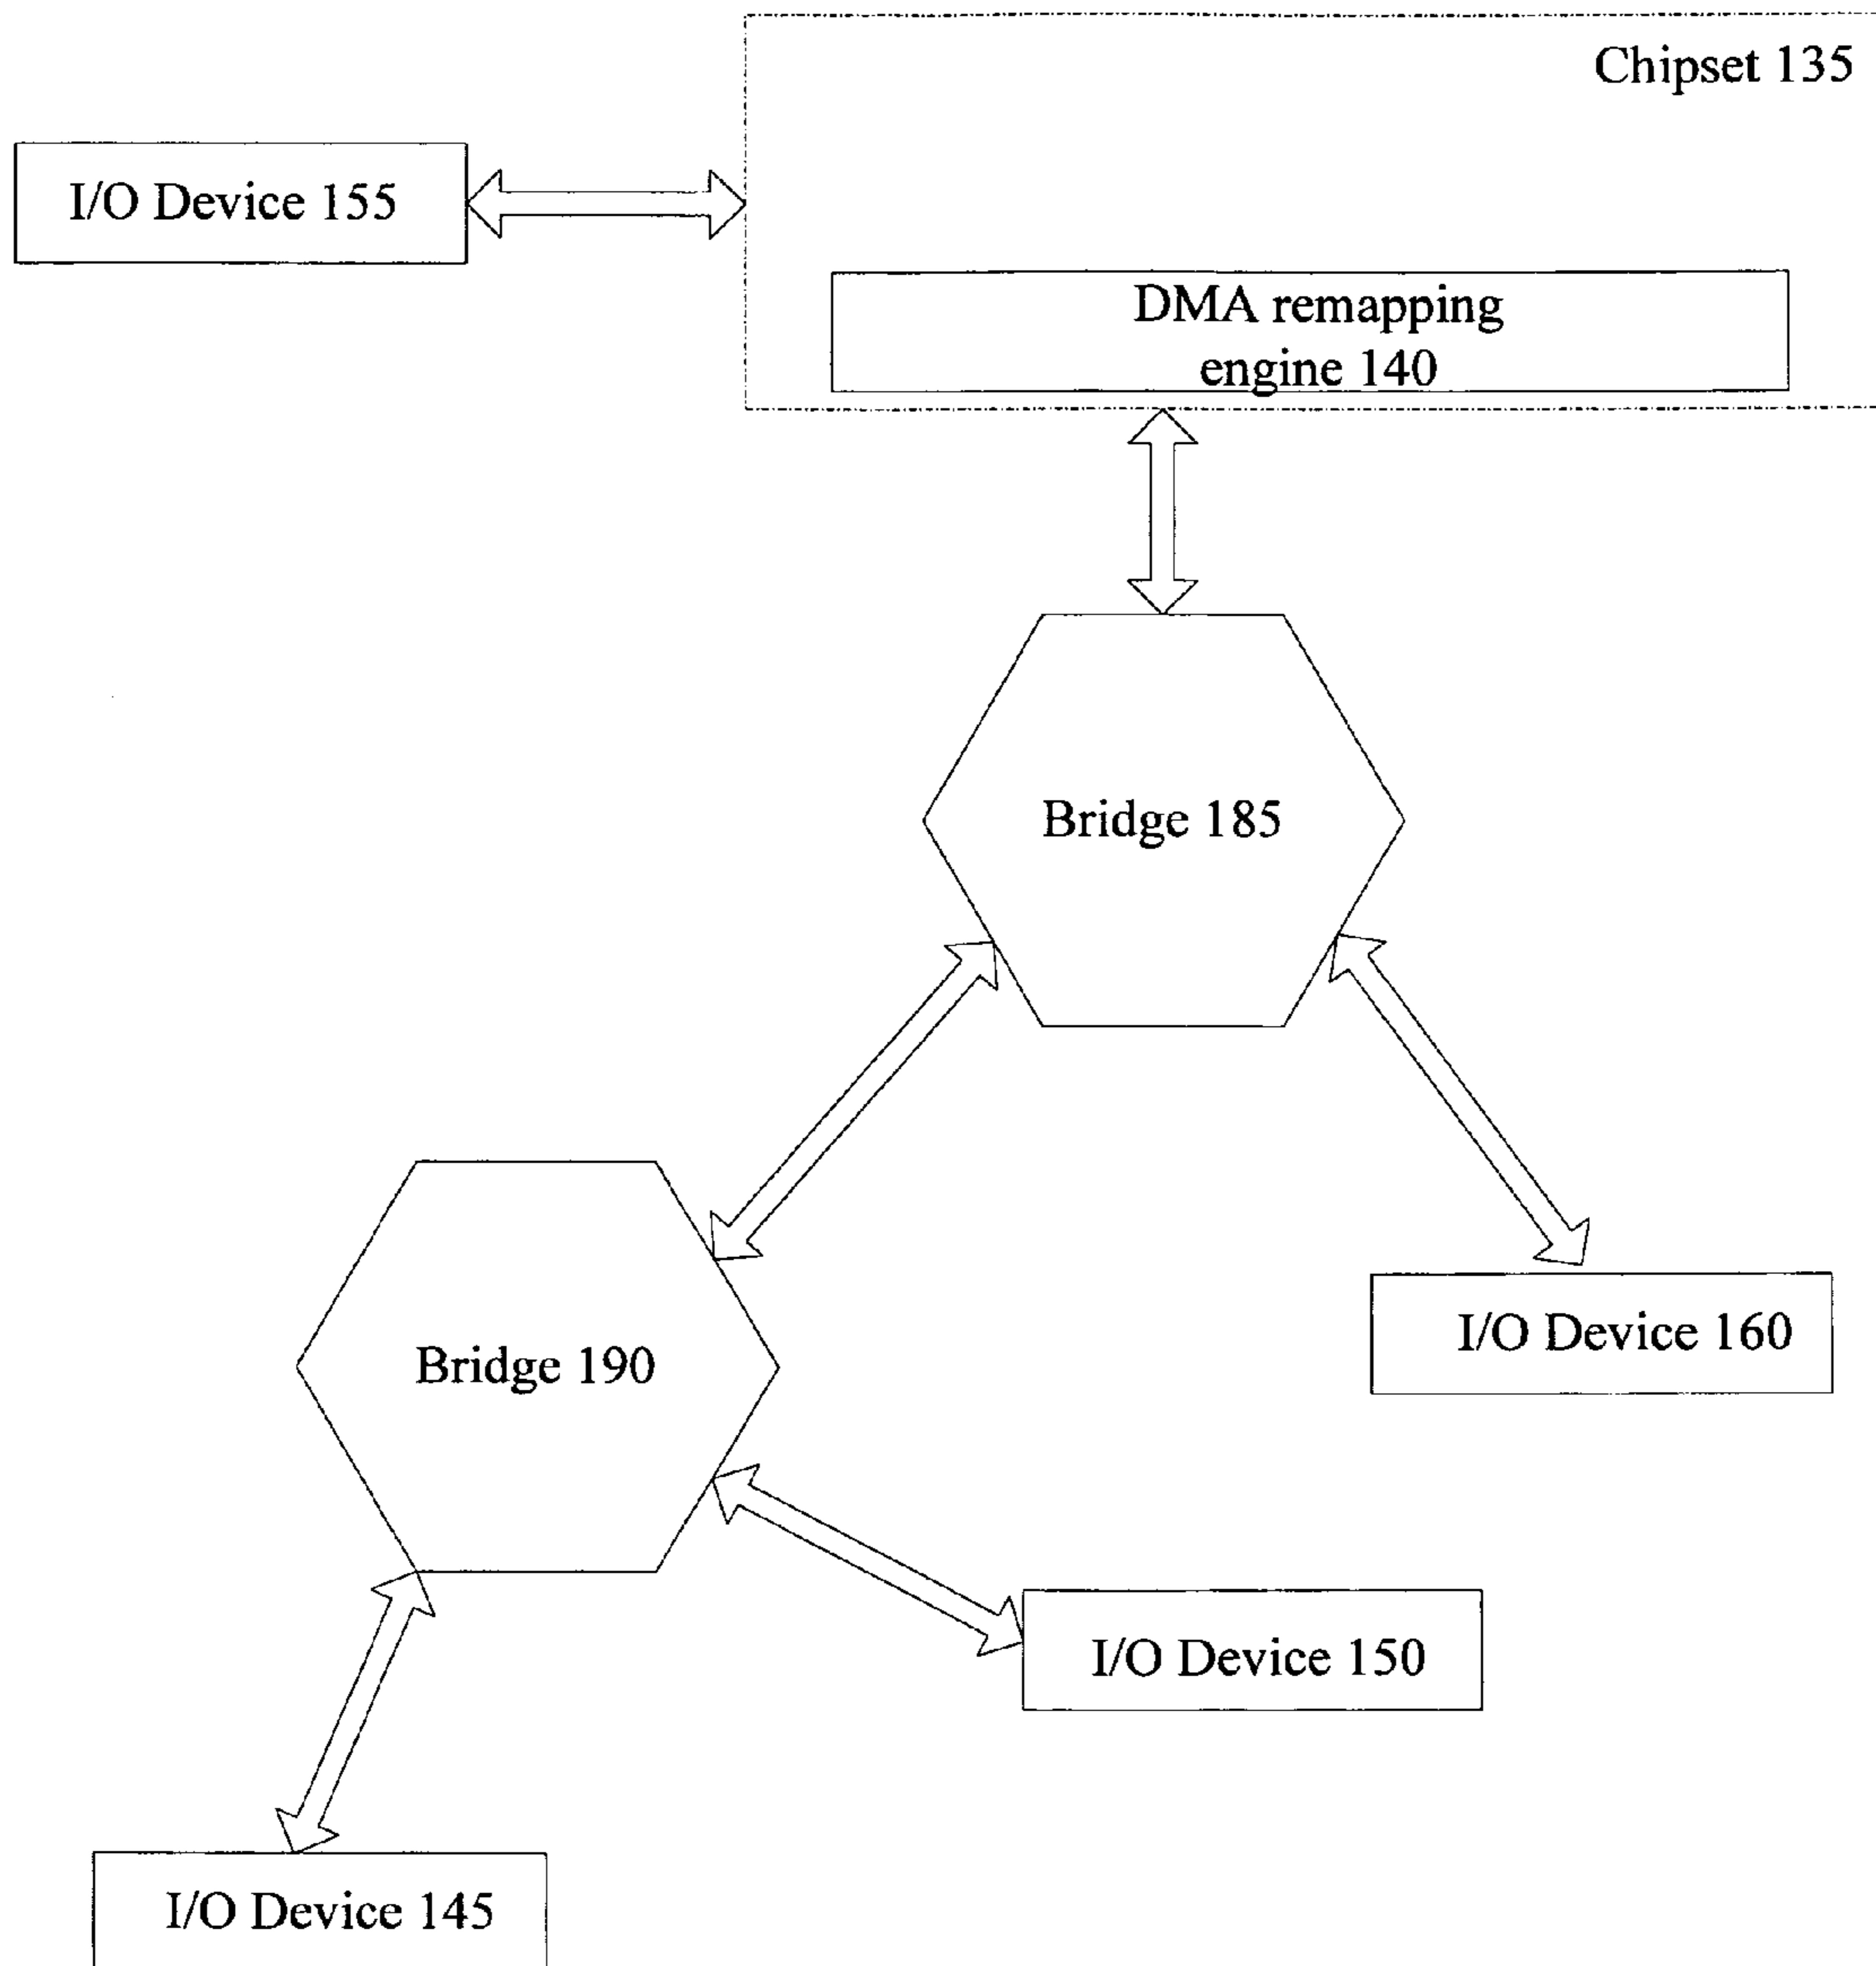 Chipset 135
I/O Device 155
DMA remapping
engine 140
Bridge 185
I/O Device 160
Bridge 190
I/O Device 150
I/O Device 145